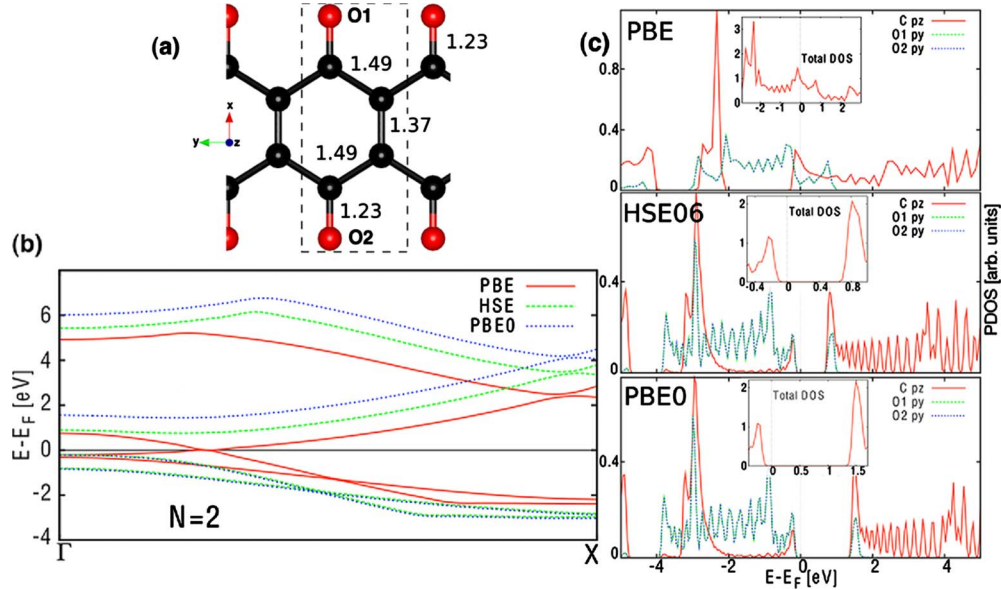 (a)
O1
1.23
1.49
1.37
1.49
1.23
O2
x
y
z
(b)
PBE
HSE
PBE0
E-E_F [eV]
6
4
2
0
-2
-4
N=2
Γ
X
(c)
PBE
C pz
O1 py
O2 py
Total DOS
3
2
1
0
-2
-1
0
1
2
1.2
0.8
0.4
0
HSE06
C pz
O1 py
O2 py
Total DOS
2
1
0
-0.4
0
0.4
0.8
0.4
0
PBE0
C pz
O1 py
O2 py
Total DOS
2
1
0
0
0.5
1
1.5
0.4
0
-4
-2
0
2
4
E-E_F [eV]
PDOS [arb. units]